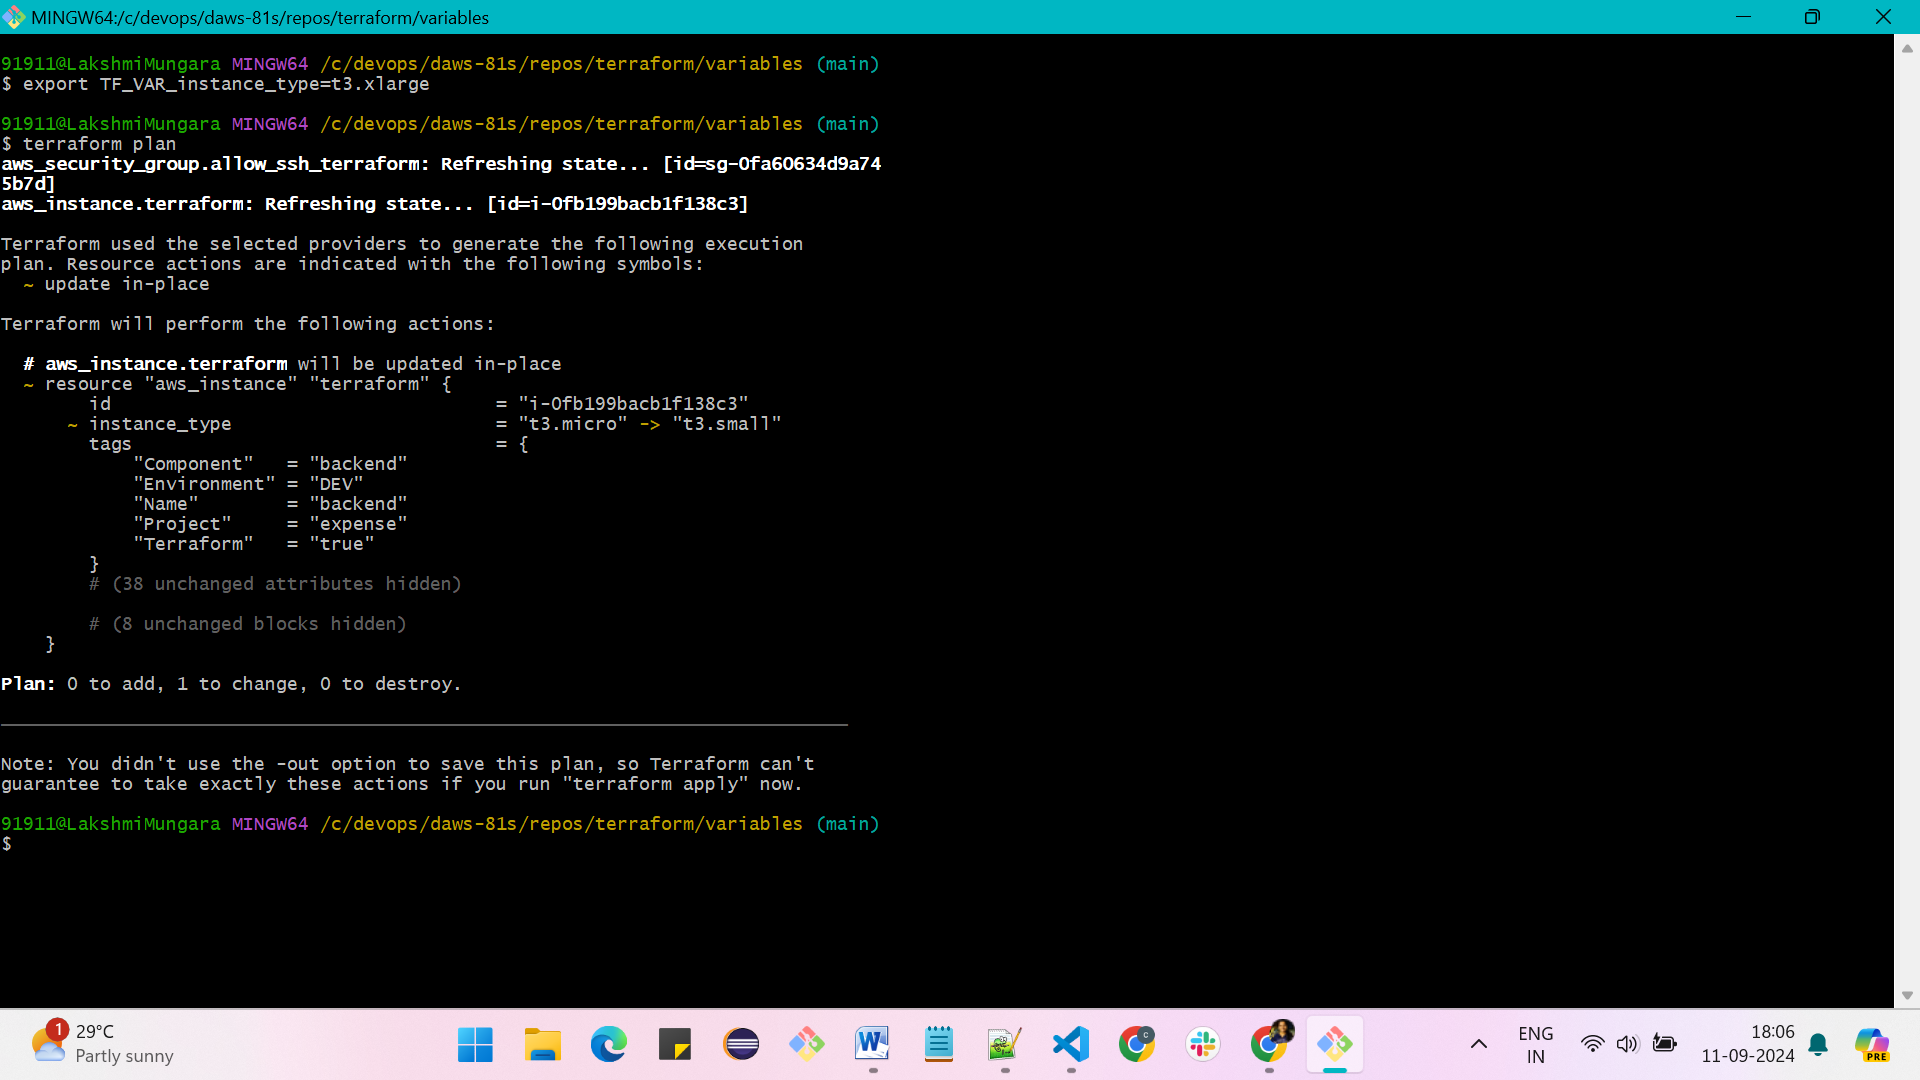 MINGW64:/c/devops/daws-81s/repos/terraform/variables
91911@LakshmiMungara MINGW64 /c/devops/daws-81s/repos/terraform/variables (main)
$ export TF_VAR_instance_type=t3.xlarge
91911@LakshmiMungara MINGW64 /c/devops/daws-81s/repos/terraform/variables (main)
$ terraform plan
aws_security_group.allow_ssh_terraform: Refreshing state... [id=sg-0fa60634d9a74
5b7d]
aws_instance.terraform: Refreshing state... [id=i-0fb199bacb1f138c3]
Terraform used the selected providers to generate the following execution
plan. Resource actions are indicated with the following symbols:
  ~ update in-place
Terraform will perform the following actions:
  # aws_instance.terraform will be updated in-place
  ~ resource "aws_instance" "terraform" {
        id                                   = "i-0fb199bacb1f138c3"
      ~ instance_type                        = "t3.micro" -> "t3.small"
        tags                                 = {
            "Component"   = "backend"
            "Environment" = "DEV"
            "Name"        = "backend"
            "Project"     = "expense"
            "Terraform"   = "true"
        }
        # (38 unchanged attributes hidden)
        # (8 unchanged blocks hidden)
    }
Plan: 0 to add, 1 to change, 0 to destroy.
Note: You didn't use the -out option to save this plan, so Terraform can't
guarantee to take exactly these actions if you run "terraform apply" now.
91911@LakshmiMungara MINGW64 /c/devops/daws-81s/repos/terraform/variables (main)
$
1
29°C
Partly sunny
W
C
ENG
IN
18:06
11-09-2024
PRE